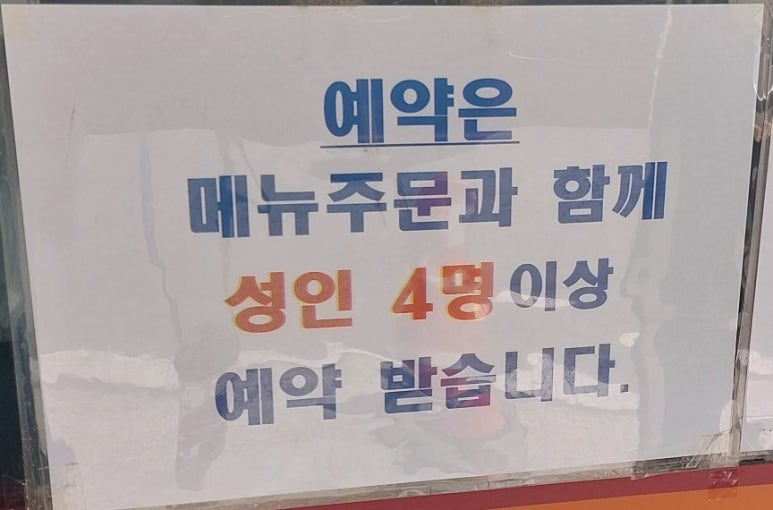 예약은
메뉴주문과 함께
성인 4명이상
예약 받습니다.